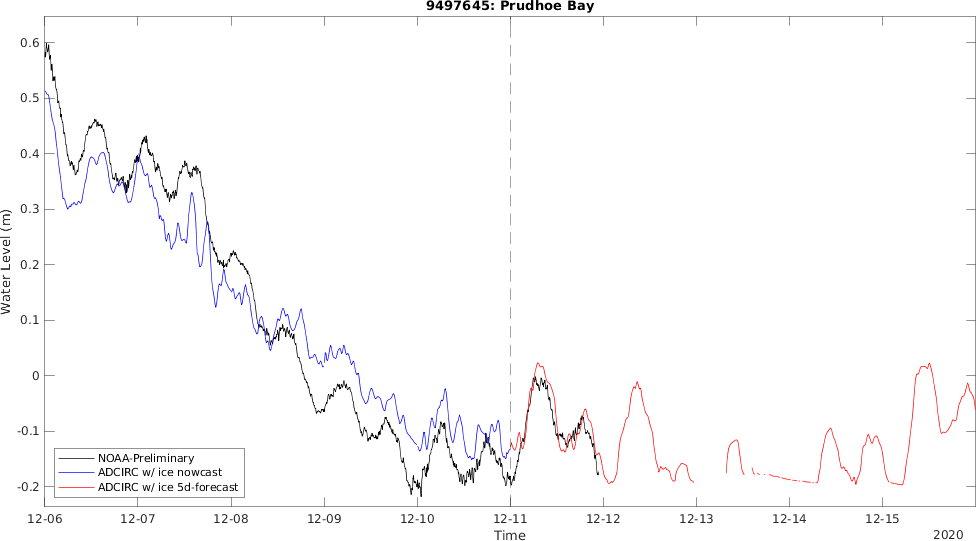 9497645: Prudhoe Bay
Water Level (m)
0.6
0.5
0.4
0.3
0.2
0.1
0
-0.1
-0.2
NOAA-Preliminary
ADCIRC w/ ice nowcast
ADCIRC w/ ice 5d-forecast
12-06 12-07 12-08 12-09 12-10 12-11 12-12 12-13 12-14 12-15
Time
2020